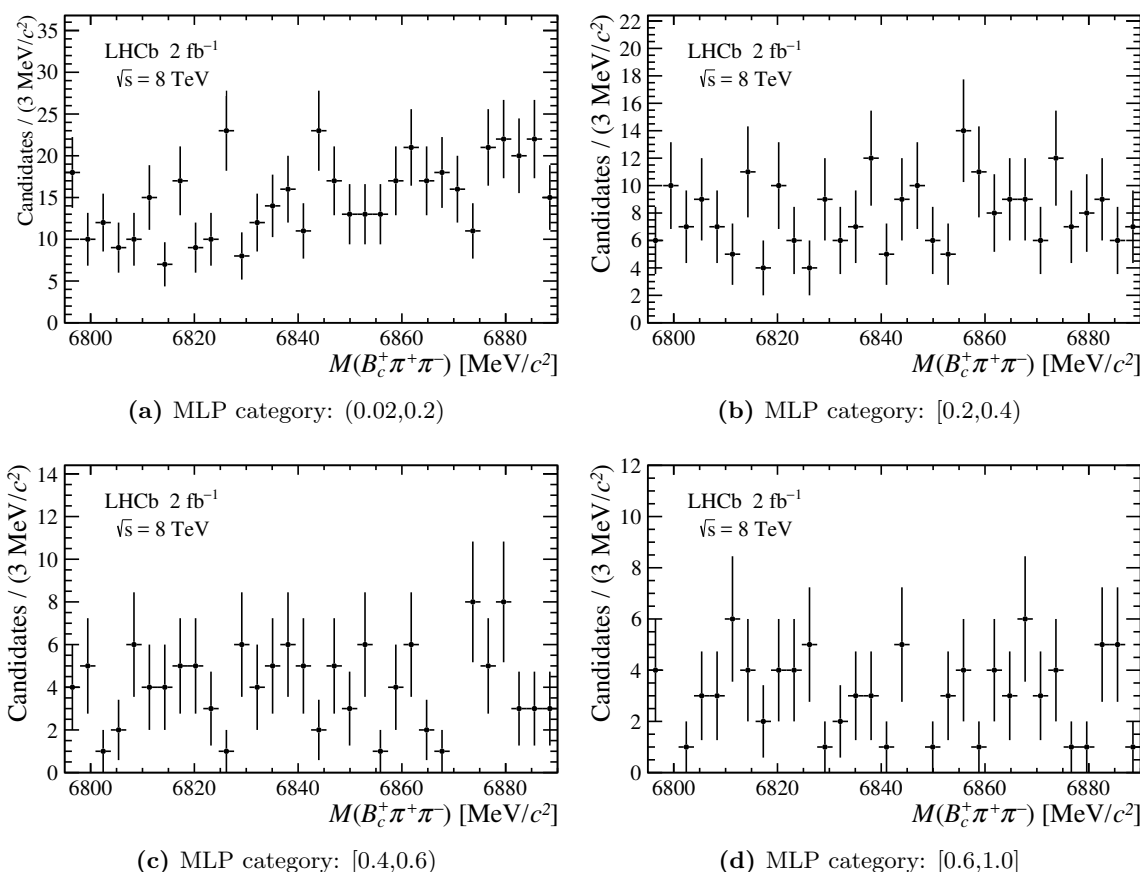 Candidates / (3 MeV/c²)
35
30
25
20
15
10
5
0
LHCb 2 fb⁻¹
√s = 8 TeV
6800 6820 6840 6860 6880
M(B_c⁺π⁺π⁻) [MeV/c²]
(a) MLP category: (0.02,0.2)
Candidates / (3 MeV/c²)
22
20
18
16
14
12
10
8
6
4
2
0
LHCb 2 fb⁻¹
√s = 8 TeV
6800 6820 6840 6860 6880
M(B_c⁺π⁺π⁻) [MeV/c²]
(b) MLP category: [0.2,0.4)
Candidates / (3 MeV/c²)
14
12
10
8
6
4
2
0
LHCb 2 fb⁻¹
√s = 8 TeV
6800 6820 6840 6860 6880
M(B_c⁺π⁺π⁻) [MeV/c²]
(c) MLP category: [0.4,0.6)
Candidates / (3 MeV/c²)
12
10
8
6
4
2
0
LHCb 2 fb⁻¹
√s = 8 TeV
6800 6820 6840 6860 6880
M(B_c⁺π⁺π⁻) [MeV/c²]
(d) MLP category: [0.6,1.0]